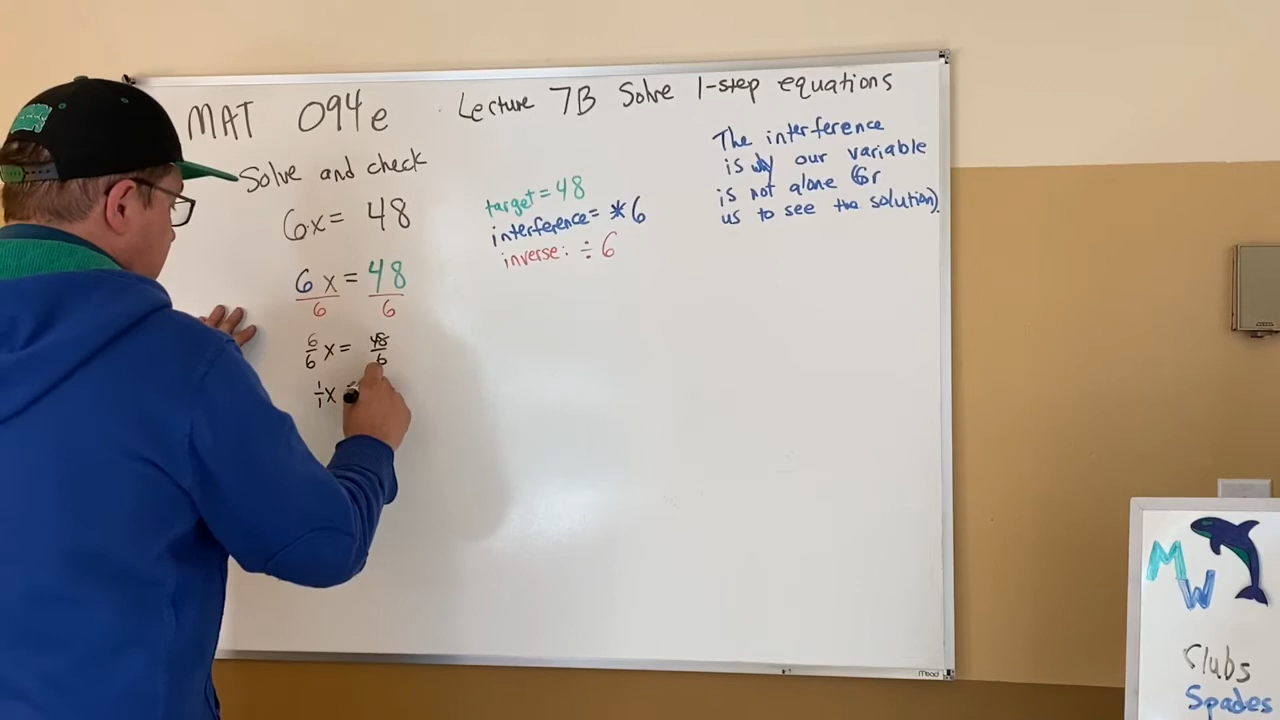 MAT 094e
Lecture 7B Solve 1-step equations
Solve and check
6x = 48
6x = 48
6 6
6/6 x = 48/6
1/1 x =
target = 48
interference = *6
inverse: ÷ 6
The interference
is why our variable
is not alone (for
us to see the solution).
Mead
MW
Clubs
Spades